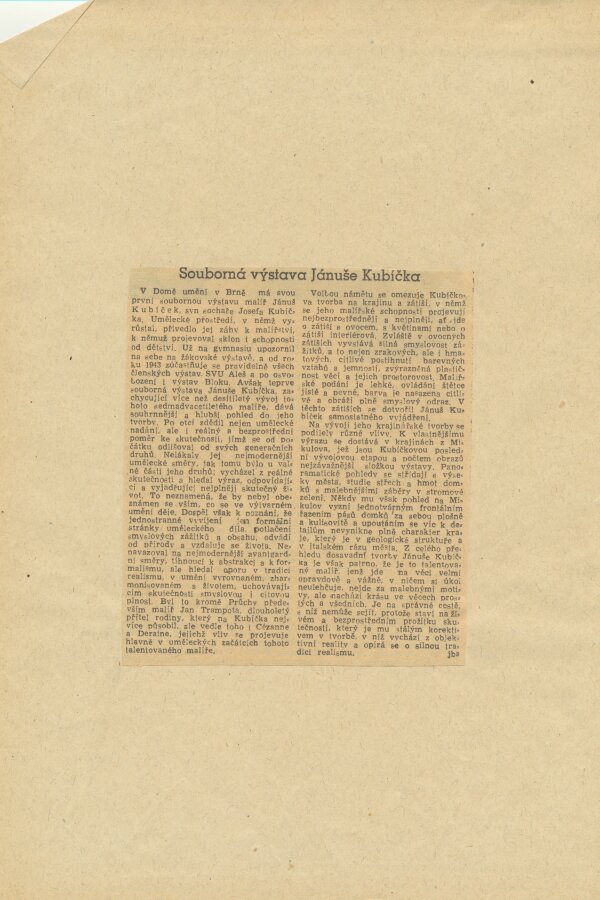 Souborná výstava Jánuše Kubíčka
V Domě umění v Brně má svou
první soubornou výstavu malíř Jánuš
Kubíček, syn sochaře Josefa Kubíč-
ka. Umělecké prostředí, v němž vy-
růstal, přivedlo jej záhy k malířství,
k němuž projevoval sklon i schopnosti
od dětství. Už na gymnasiu upozornil
na sebe na žákovské výstavě, a od ro-
ku 1943 zúčastňuje se pravidelně všech
členských výstav SVU Aleš a po osvo-
bození i výstav Bloku. Avšak teprve
souborná výstava Jánuše Kubíčka, za-
chycující více než desítiletý vývoj to-
hoto sedmadvacetiletého malíře, dává
souhrnnější a hlubší pohled do jeho
tvorby. Po otci zdědil nejen umělecké
nadání, ale i reálný a bezprostřední
poměr ke skutečnosti, jímž se od po-
čátku odlišoval od svých generačních
druhů. Nelákaly jej nejmodernější
umělecké směry, jak tomu bylo u val-
né části jeho druhů; vycházel z reálné
skutečnosti a hledal výraz, odpovídají-
cí a vyjadřující nejplněji skutečný ži-
vot. To neznamená, že by nebyl obe-
známen se vším, co se ve výtvarném
umění děje. Dospěl však k poznání, že
jednostranné vyvíjení jen formální
stránky uměleckého díla, potlačení
smyslových zážitků a obsahu, odvádí
od přírody a vzdaluje se života. Ne-
navazoval na nejmodernější avantgard-
ní směry, tíhnoucí k abstrakci a k for-
malismu, ale hledal oporu v tradici
realismu, v umění vyrovnaném, zhar-
monisovaném s životem, uchovávají-
cím skutečnosti smyslovou i citovou
plnost. Byl to kromě Průchy přede-
vším malíř Jan Trampota, dlouholetý
přítel rodiny, který na Kubíčka nej-
více působil, ale vedle toho i Cézanne
a Deraine, jejichž vliv se projevuje
hlavně v uměleckých začátcích tohoto
talentovaného malíře.
Volbou námětu se omezuje Kubíčko-
va tvorba na krajinu a zátiší, v němž
se jeho malířské schopnosti projevují
nejbezprostředněji a nejplněji, ať jde
o zátiší s ovocem, s květinami nebo o
zátiší interiérová. Zvláště v ovocných
zátiších vyvstává silná smyslovost zá-
žitků, a to nejen zrakových, ale i hma-
tových, citlivé postihnutí barevných
vztahů a jemností, zvýrazněná plastič-
nost věcí a jejich prostorovost. Malíř-
ské podání je lehké, ovládání štětce
jisté a pevné, barva je nasazena citli-
vě a obráží plně smyslový odraz. V
těchto zátiších se dotvořil Jánuš Ku-
bíček samostatného vyjádření.
Na vývoji jeho krajinářské tvorby se
podílely různé vlivy. K vlastnějšímu
výrazu se dostává v krajinách z Mi-
kulova, jež jsou Kubíčkovou posled-
ní vývojovou etapou a počtem obrazů
nejzávažnější složkou výstavy. Pano-
ramatické pohledy se střídají s výse-
ky města, studie střech a hmot dom-
ků s malebnějšími záběry v stromové
zeleni. Někdy mu však pohled na Mi-
kulov vyzní jednotvárným frontálním
řazením pásů domků za sebou plošně
a kulisovitě a upoutáním se víc k de-
tailům nevynikne plně charakter kra-
je, který je v geologické struktuře a
v italském rázu města. Z celého pře-
hledu dosavadní tvorby Jánuše Kubíč-
ka je však patrno, že je to talentova-
ný malíř, jenž jde na věci velmi
opravdově a vážně, v ničem si úkol
neulehčuje, nejde za malebnými moti-
vy, ale nachází krásu ve věcech pros-
tých a všedních. Je na správné cestě,
s níž nemůže sejít, protože staví na ži-
vém a bezprostředním prožitku sku-
tečnosti, který je mu stálým korekti-
vem v tvorbě, v níž vychází z objek-
tivní reality a opírá se o silnou tra-
dici realismu. jba